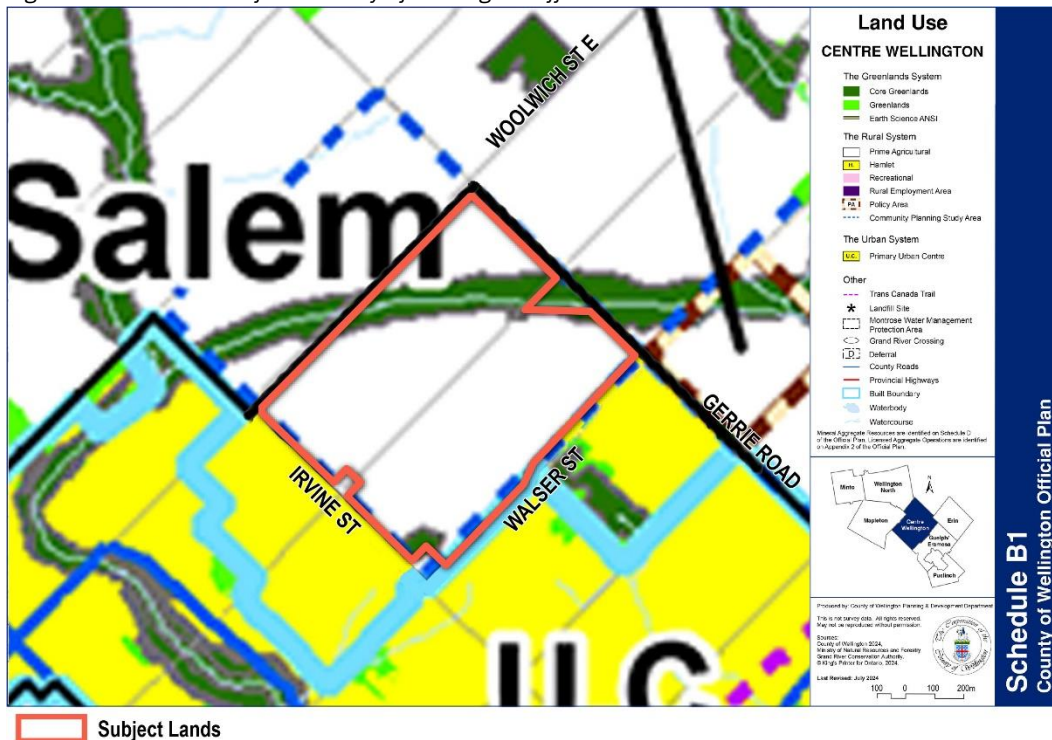 Salem
WOOLWICH ST E
GERRIE ROAD
WALSER ST
IRVINE ST
Land Use
CENTRE WELLINGTON
The Greenlands System
Core Greenlands
Greenlands
Earth Science ANSI
The Rural System
Prime Agricultural
H.
Hamlet
Recreational
Rural Employment Area
PA
Policy Area
Community Planning Study Area
The Urban System
U.C.
Primary Urban Centre
Other
Trans Canada Trail
Landfill Site
Montrose Water Management
Protection Area
Grand River Crossing
D
Deferral
County Roads
Provincial Highways
Built Boundary
Waterbody
Watercourse
Mineral Aggregate Resources are identified on Schedule D
of the Official Plan. Licensed Aggregate Operations are identified
on Appendix 2 of the Official Plan.
Minto
Wellington
North
N
Mapleton
Centre
Wellington
Erin
Guelph/
Eramosa
Puslinch
Produced by: County of Wellington Planning & Development Department
This is not survey data. All rights reserved.
May not be reproduced without permission.
Sources:
County of Wellington 2024,
Ministry of Natural Resources and Forestry
Grand River Conservation Authority,
© King's Printer for Ontario, 2024.
Last Revised: July 2024
100 0 100 200m
Schedule B1
County of Wellington Official Plan
Subject Lands